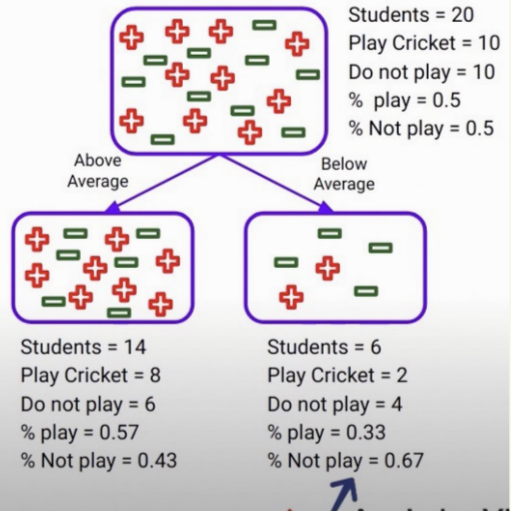 Students = 20
Play Cricket = 10
Do not play = 10
% play = 0.5
% Not play = 0.5
Above
Average
Below
Average
Students = 14
Play Cricket = 8
Do not play = 6
% play = 0.57
% Not play = 0.43
Students = 6
Play Cricket = 2
Do not play = 4
% play = 0.33
% Not play = 0.67